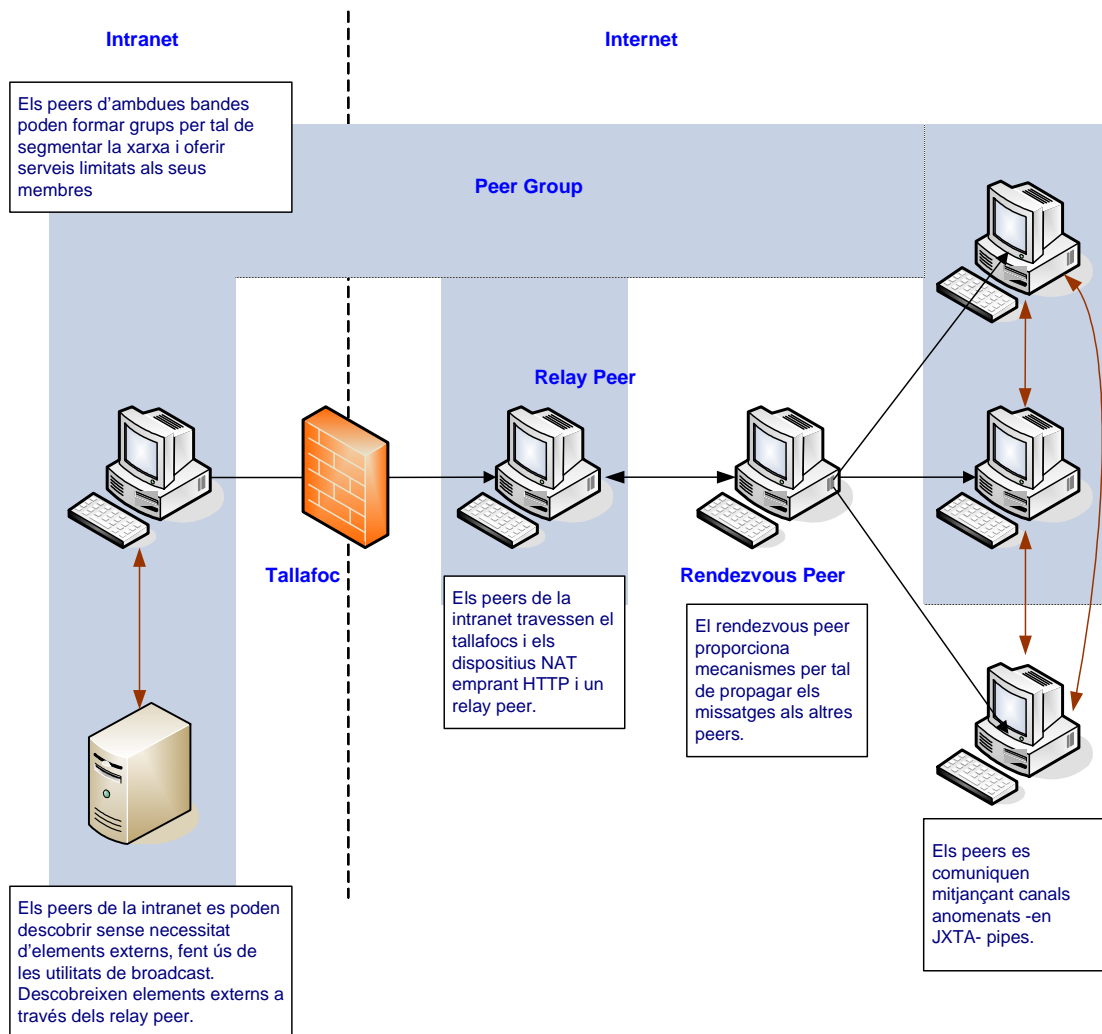 Intranet
Internet
Els peers d'ambdues bandes
poden formar grups per tal de
segmentar la xarxa i oferir
serveis limitats als seus
membres
Peer Group
Relay Peer
Tallafoc
Rendezvous Peer
Els peers de la
intranet travessen el
tallafocs i els
dispositius NAT
emprant HTTP i un
relay peer.
El rendezvous peer
proporciona
mecanismes per tal
de propagar els
missatges als altres
peers.
Els peers es
comuniquen
mitjançant canals
anomenats -en
JXTA- pipes.
Els peers de la intranet es poden
descobrir sense necessitat
d'elements externs, fent ús de
les utilitats de broadcast.
Descobreixen elements externs a
través dels relay peer.